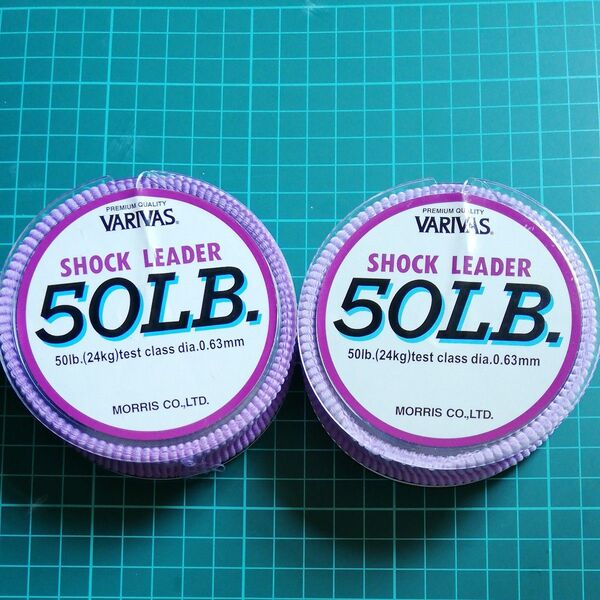 PREMIUM QUALITY
VARIVAS®
SHOCK LEADER
50LB.
50lb.(24kg)test class dia.0.63mm
MORRIS CO.,LTD.
PREMIUM QUALITY
VARIVAS®
SHOCK LEADER
50LB.
50lb.(24kg)test class dia.0.63mm
MORRIS CO.,LTD.